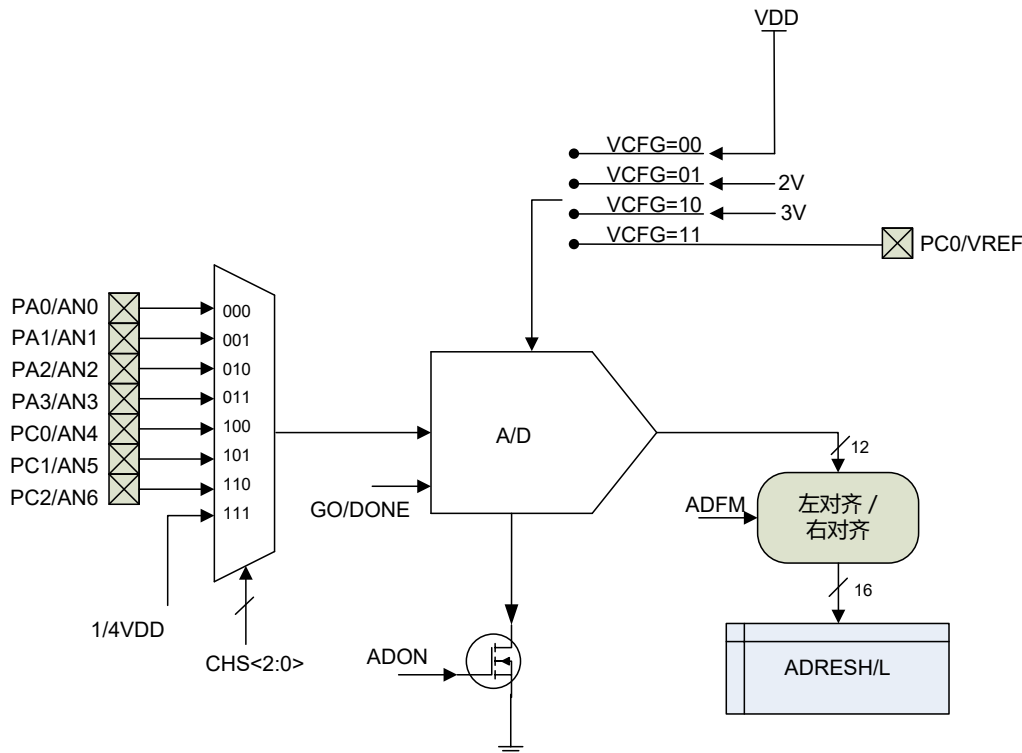 VDD
VCFG=00
VCFG=01
2V
VCFG=10
3V
VCFG=11
PC0/VREF
PA0/AN0
000
PA1/AN1
001
PA2/AN2
010
PA3/AN3
011
PC0/AN4
100
PC1/AN5
101
PC2/AN6
110
111
1/4VDD
CHS<2:0>
A/D
GO/DONE
ADON
12
ADFM
左对齐 /
右对齐
16
ADRESH/L